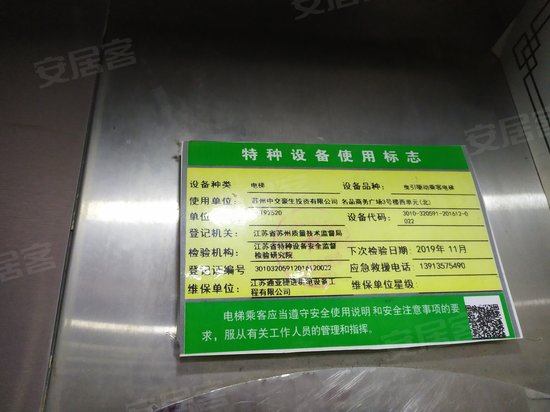 安居客
安居客
安居客
特种设备使用标志
设备种类 电梯 设备品种： 曳引驱动乘客电梯
使用单位： 苏州中交豪生投资有限公司 名品商务广场3号楼西单元(北)
设备代码： 3010-320591-201612-0
022
登记机关： 江苏省苏州质量技术监督局
检验机构： 江苏省特种设备安全监督
检验研究院 下次检验日期： 2019年11月
登记证编号 30103205912016120022 应急救援电话 13913575490
维保单位： 维保单位星级
程有限公司
电梯乘客应当遵守安全使用说明和安全注意事项的要
求，服从有关工作人员的管理和指挥。